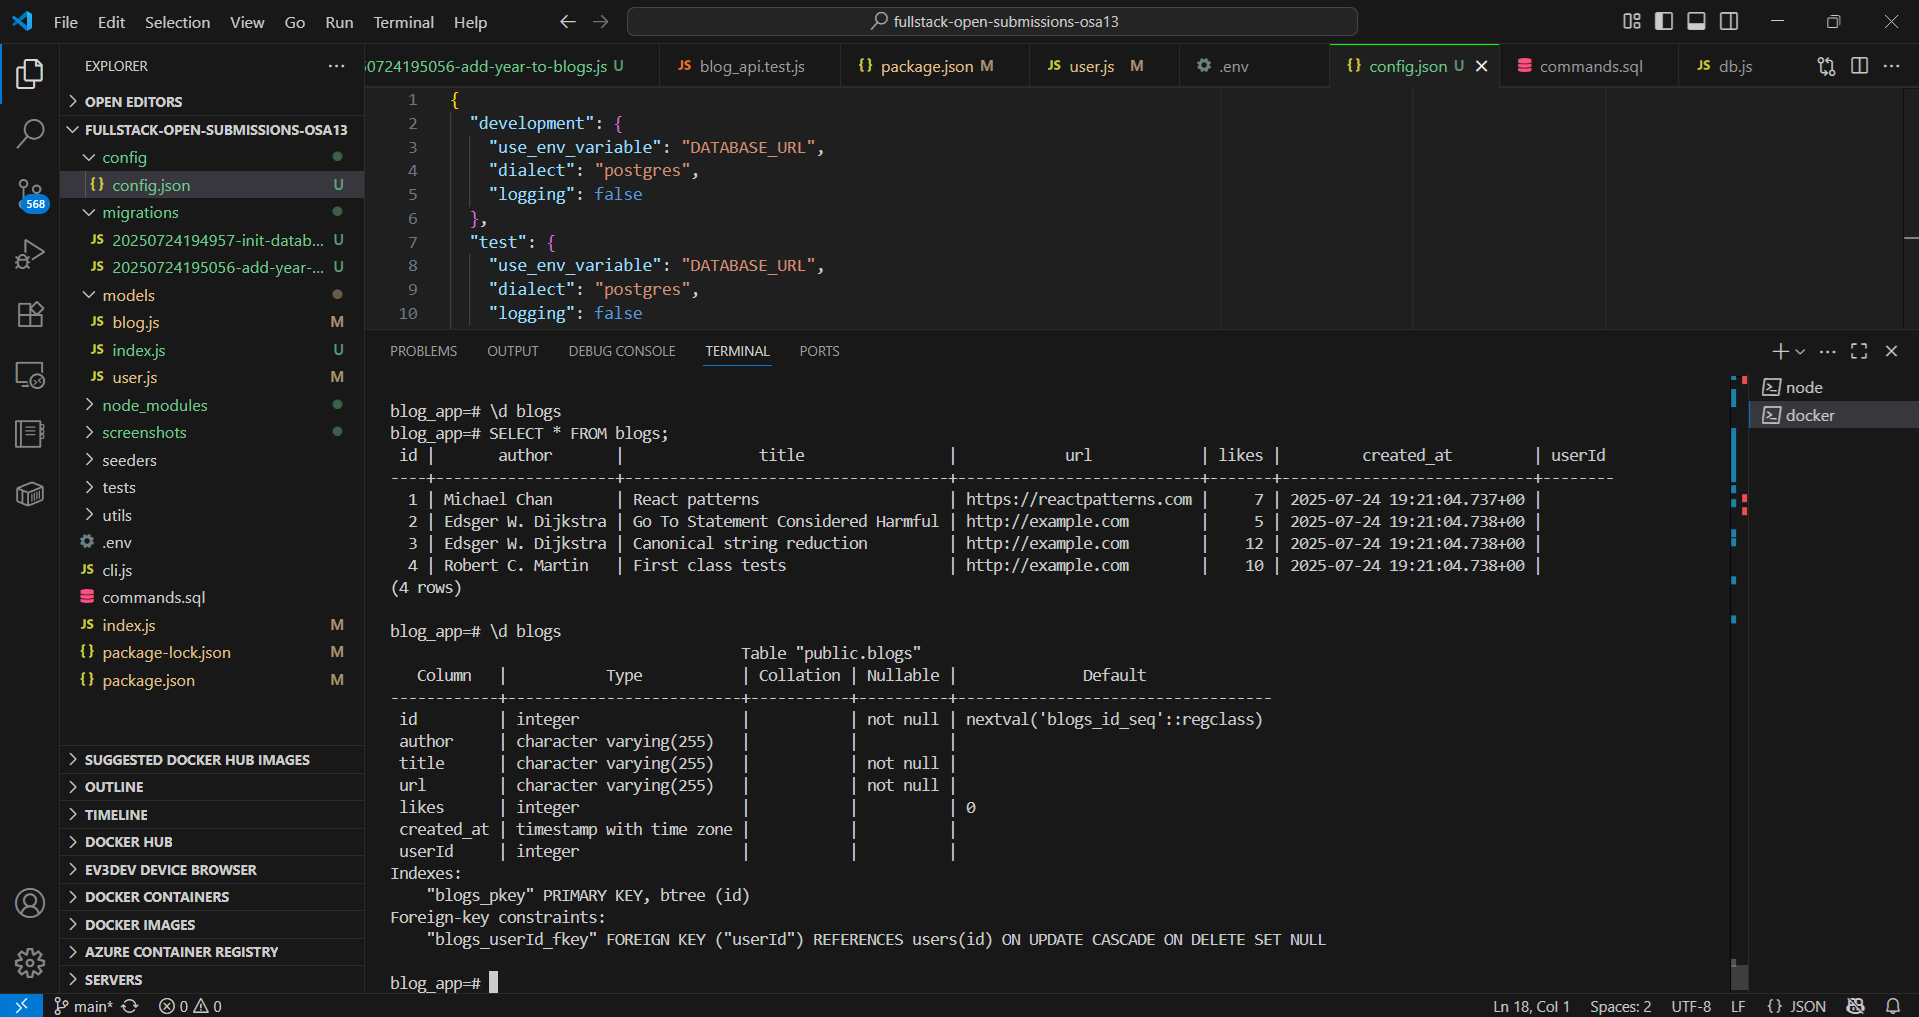 File Edit Selection View Go Run Terminal Help
fullstack-open-submissions-osa13
EXPLORER
0724195056-add-year-to-blogs.js U
JS blog_api.test.js
{} package.json M
JS user.js M
.env
{} config.json U
commands.sql
JS db.js
OPEN EDITORS
FULLSTACK-OPEN-SUBMISSIONS-OSA13
config
{} config.json U
migrations
JS 20250724194957-init-datab... U
JS 20250724195056-add-year-... U
models
JS blog.js M
JS index.js U
JS user.js M
node_modules
screenshots
seeders
tests
utils
.env
JS cli.js
commands.sql
JS index.js M
{} package-lock.json M
{} package.json M
SUGGESTED DOCKER HUB IMAGES
OUTLINE
TIMELINE
DOCKER HUB
EV3DEV DEVICE BROWSER
DOCKER CONTAINERS
DOCKER IMAGES
AZURE CONTAINER REGISTRY
SERVERS
568
1 {
2 "development": {
3 "use_env_variable": "DATABASE_URL",
4 "dialect": "postgres",
5 "logging": false
6 },
7 "test": {
8 "use_env_variable": "DATABASE_URL",
9 "dialect": "postgres",
10 "logging": false
PROBLEMS OUTPUT DEBUG CONSOLE TERMINAL PORTS
node
docker
blog_app=# \d blogs
blog_app=# SELECT * FROM blogs;
 id |       author        |                title                |            url            | likes |         created_at         | userId
----+---------------------+-------------------------------------+---------------------------+-------+----------------------------+--------
  1 | Michael Chan        | React patterns                      | https://reactpatterns.com |     7 | 2025-07-24 19:21:04.737+00 |
  2 | Edsger W. Dijkstra | Go To Statement Considered Harmful | http://example.com        |     5 | 2025-07-24 19:21:04.738+00 |
  3 | Edsger W. Dijkstra | Canonical string reduction         | http://example.com        |    12 | 2025-07-24 19:21:04.738+00 |
  4 | Robert C. Martin   | First class tests                  | http://example.com        |    10 | 2025-07-24 19:21:04.738+00 |
(4 rows)
blog_app=# \d blogs
Table "public.blogs"
   Column   |           Type           | Collation | Nullable |              Default
------------+--------------------------+-----------+----------+-----------------------------------
 id         | integer                  |           | not null | nextval('blogs_id_seq'::regclass)
 author     | character varying(255)   |           |          |
 title      | character varying(255)   |           | not null |
 url        | character varying(255)   |           | not null |
 likes      | integer                  |           |          | 0
 created_at | timestamp with time zone |           |          |
 userId     | integer                  |           |          |
Indexes:
    "blogs_pkey" PRIMARY KEY, btree (id)
Foreign-key constraints:
    "blogs_userId_fkey" FOREIGN KEY ("userId") REFERENCES users(id) ON UPDATE CASCADE ON DELETE SET NULL
blog_app=#
main* 0 0
Ln 18, Col 1 Spaces: 2 UTF-8 LF {} JSON